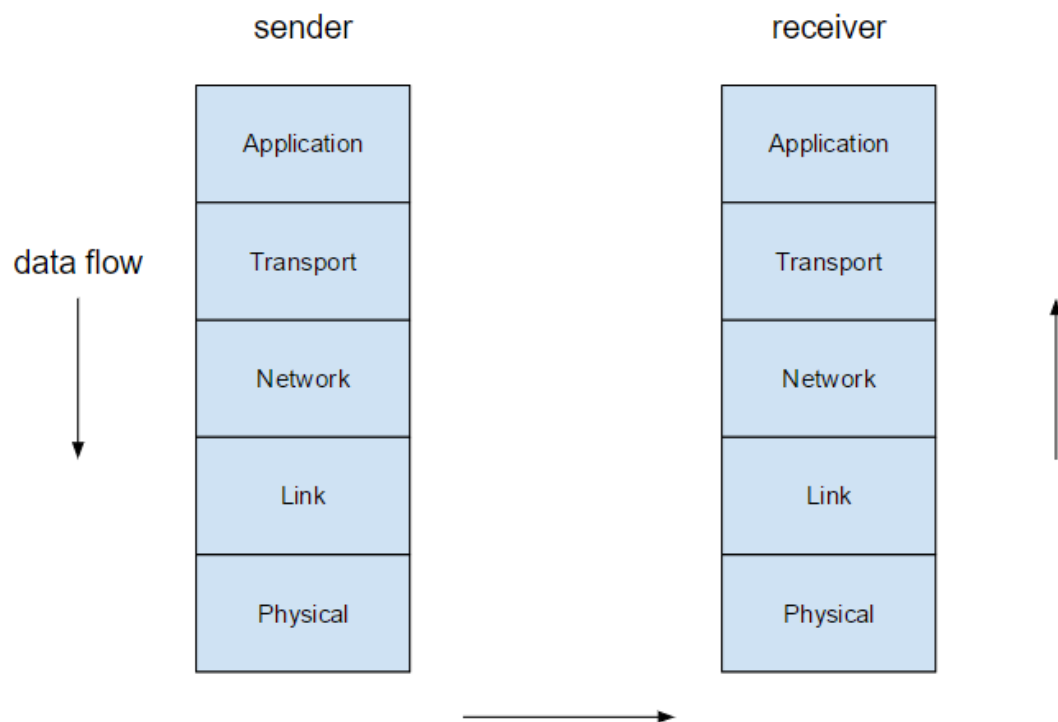 sender
receiver
Application
Application
data flow
Transport
Transport
Network
Network
Link
Link
Physical
Physical